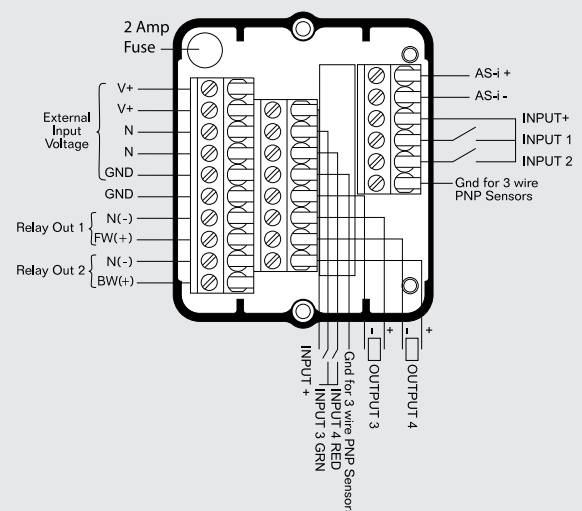 2 Amp
Fuse
V+
V+
External
Input
Voltage
N
N
GND
GND
Relay Out 1
N(-)
FW(+)
Relay Out 2
N(-)
BW(+)
AS-i +
AS-i -
INPUT+
INPUT 1
INPUT 2
Gnd for 3 wire
PNP Sensors
- +
- +
INPUT +
INPUT 3 GRN
INPUT 4 RED
Gnd for 3 wire PNP Sensors
OUTPUT 3
OUTPUT 4